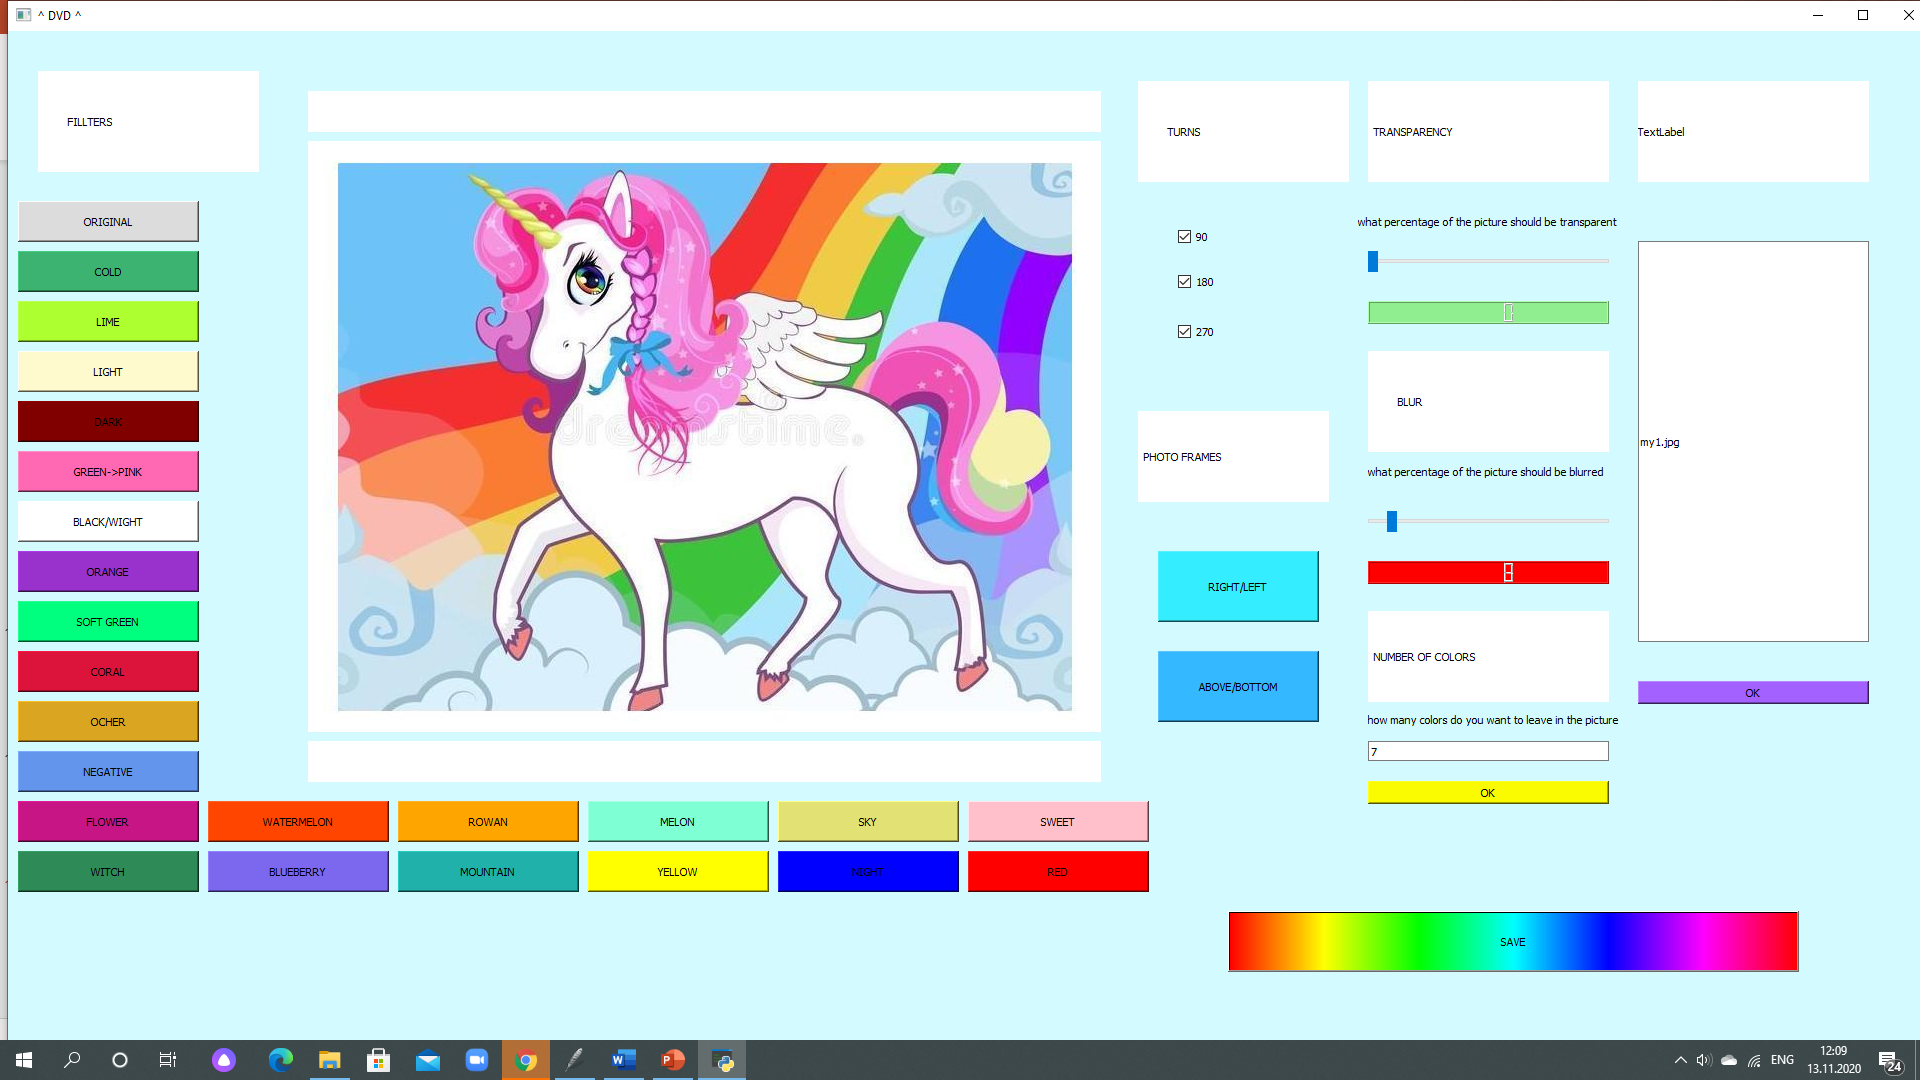 ^ DVD ^
FILLTERS
ORIGINAL
COLD
LIME
LIGHT
DARK
GREEN->PINK
BLACK/WIGHT
ORANGE
SOFT GREEN
CORAL
OCHER
NEGATIVE
FLOWER
WATERMELON
ROWAN
MELON
SKY
SWEET
WITCH
BLUEBERRY
MOUNTAIN
YELLOW
NIGHT
RED
dreamstime.
TURNS
90
180
270
PHOTO FRAMES
RIGHT/LEFT
ABOVE/BOTTOM
TRANSPARENCY
what percentage of the picture should be transparent
0
BLUR
what percentage of the picture should be blurred
8
NUMBER OF COLORS
how many colors do you want to leave in the picture
7
OK
TextLabel
my1.jpg
OK
SAVE
ENG
12:09
13.11.2020
24